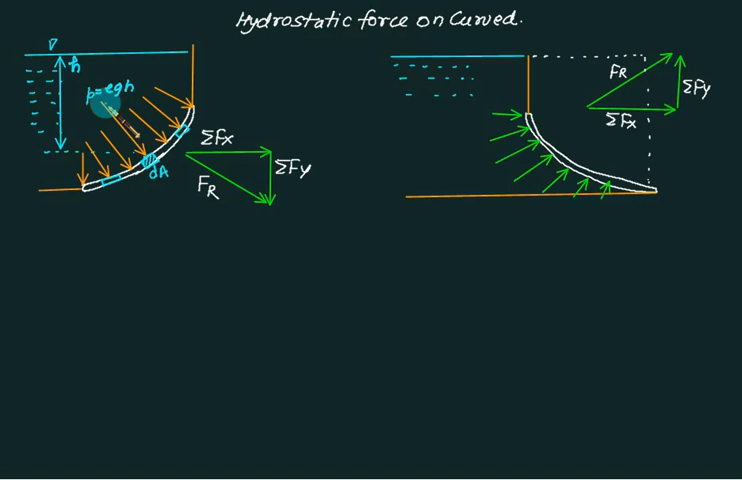 Hydrostatic force on Curved.
h
p=ρgh
dA
ΣFx
ΣFy
FR
FR
ΣFx
ΣFy